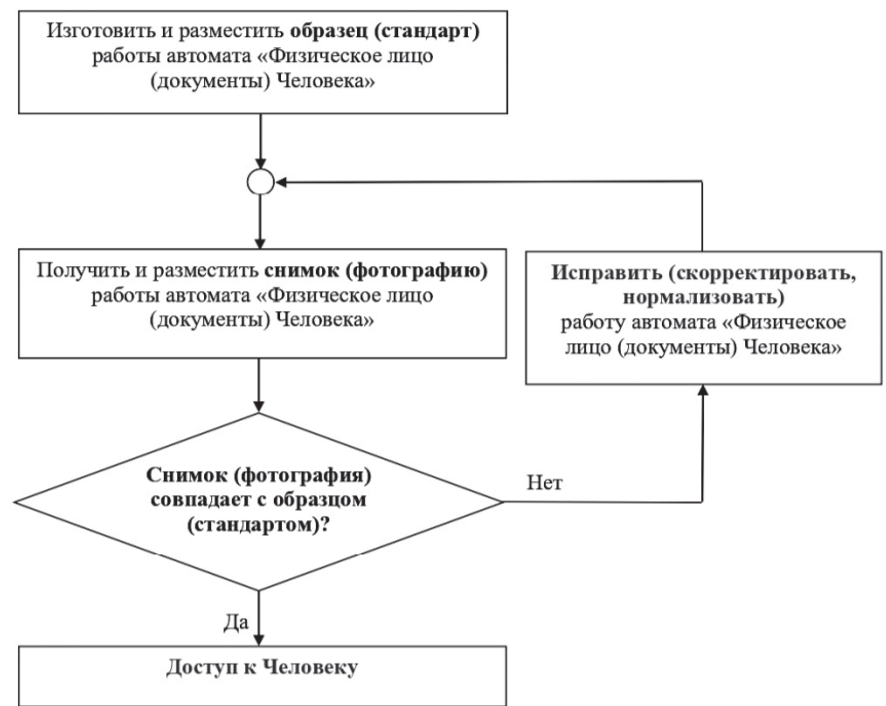 Изготовить и разместить образец (стандарт)
работы автомата «Физическое лицо
(документы) Человека»
Получить и разместить снимок (фотографию)
работы автомата «Физическое лицо
(документы) Человека»
Исправить (скорректировать,
нормализовать)
работу автомата «Физическое
лицо (документы) Человека»
Снимок (фотография)
совпадает с образцом
(стандартом)?
Нет
Да
Доступ к Человеку